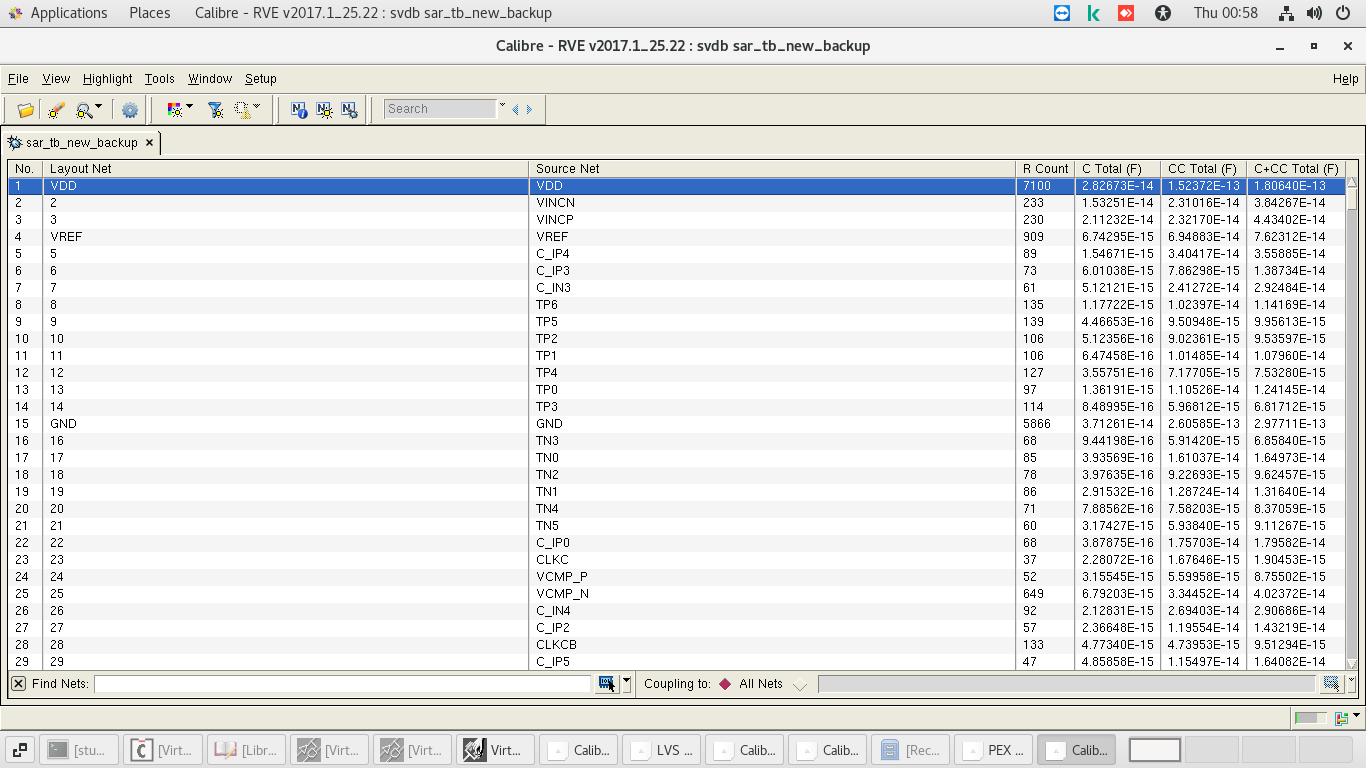 Applications Places Calibre - RVE v2017.1_25.22 : svdb sar_tb_new_backup Thu 00:58
Calibre - RVE v2017.1_25.22 : svdb sar_tb_new_backup
File View Highlight Tools Window Setup Help
Search
sar_tb_new_backup
No. Layout Net Source Net R Count C Total (F) CC Total (F) C+CC Total (F)
1 VDD VDD 7100 2.82673E-14 1.52372E-13 1.80640E-13
2 2 VINCN 233 1.53251E-14 2.31016E-14 3.84267E-14
3 3 VINCP 230 2.11232E-14 2.32170E-14 4.43402E-14
4 VREF VREF 909 6.74295E-15 6.94883E-14 7.62312E-14
5 5 C_IP4 89 1.54671E-15 3.40417E-14 3.55885E-14
6 6 C_IP3 73 6.01038E-15 7.86298E-15 1.38734E-14
7 7 C_IN3 61 5.12121E-15 2.41272E-14 2.92484E-14
8 8 TP6 135 1.17722E-15 1.02397E-14 1.14169E-14
9 9 TP5 139 4.46653E-16 9.50948E-15 9.95613E-15
10 10 TP2 106 5.12356E-16 9.02361E-15 9.53597E-15
11 11 TP1 106 6.47458E-16 1.01485E-14 1.07960E-14
12 12 TP4 127 3.55751E-16 7.17705E-15 7.53280E-15
13 13 TP0 97 1.36191E-15 1.10526E-14 1.24145E-14
14 14 TP3 114 8.48995E-16 5.96812E-15 6.81712E-15
15 GND GND 5866 3.71261E-14 2.60585E-13 2.97711E-13
16 16 TN3 68 9.44198E-16 5.91420E-15 6.85840E-15
17 17 TN0 85 3.93569E-16 1.61037E-14 1.64973E-14
18 18 TN2 78 3.97635E-16 9.22693E-15 9.62457E-15
19 19 TN1 86 2.91532E-16 1.28724E-14 1.31640E-14
20 20 TN4 71 7.88562E-16 7.58203E-15 8.37059E-15
21 21 TN5 60 3.17427E-15 5.93840E-15 9.11267E-15
22 22 C_IP0 68 3.87875E-16 1.75703E-14 1.79582E-14
23 23 CLKC 37 2.28072E-16 1.67646E-15 1.90453E-15
24 24 VCMP_P 52 3.15545E-15 5.59958E-15 8.75502E-15
25 25 VCMP_N 649 6.79203E-15 3.34452E-14 4.02372E-14
26 26 C_IN4 92 2.12831E-15 2.69403E-14 2.90686E-14
27 27 C_IP2 57 2.36648E-15 1.19554E-14 1.43219E-14
28 28 CLKCB 133 4.77340E-15 4.73953E-15 9.51294E-15
29 29 C_IP5 47 4.85858E-15 1.15497E-14 1.64082E-14
Find Nets: Coupling to: All Nets
[stu... [Virt... [Libr... [Virt... [Virt... Virt... Calib... LVS ... Calib... Calib... [Rec... PEX ... Calib...